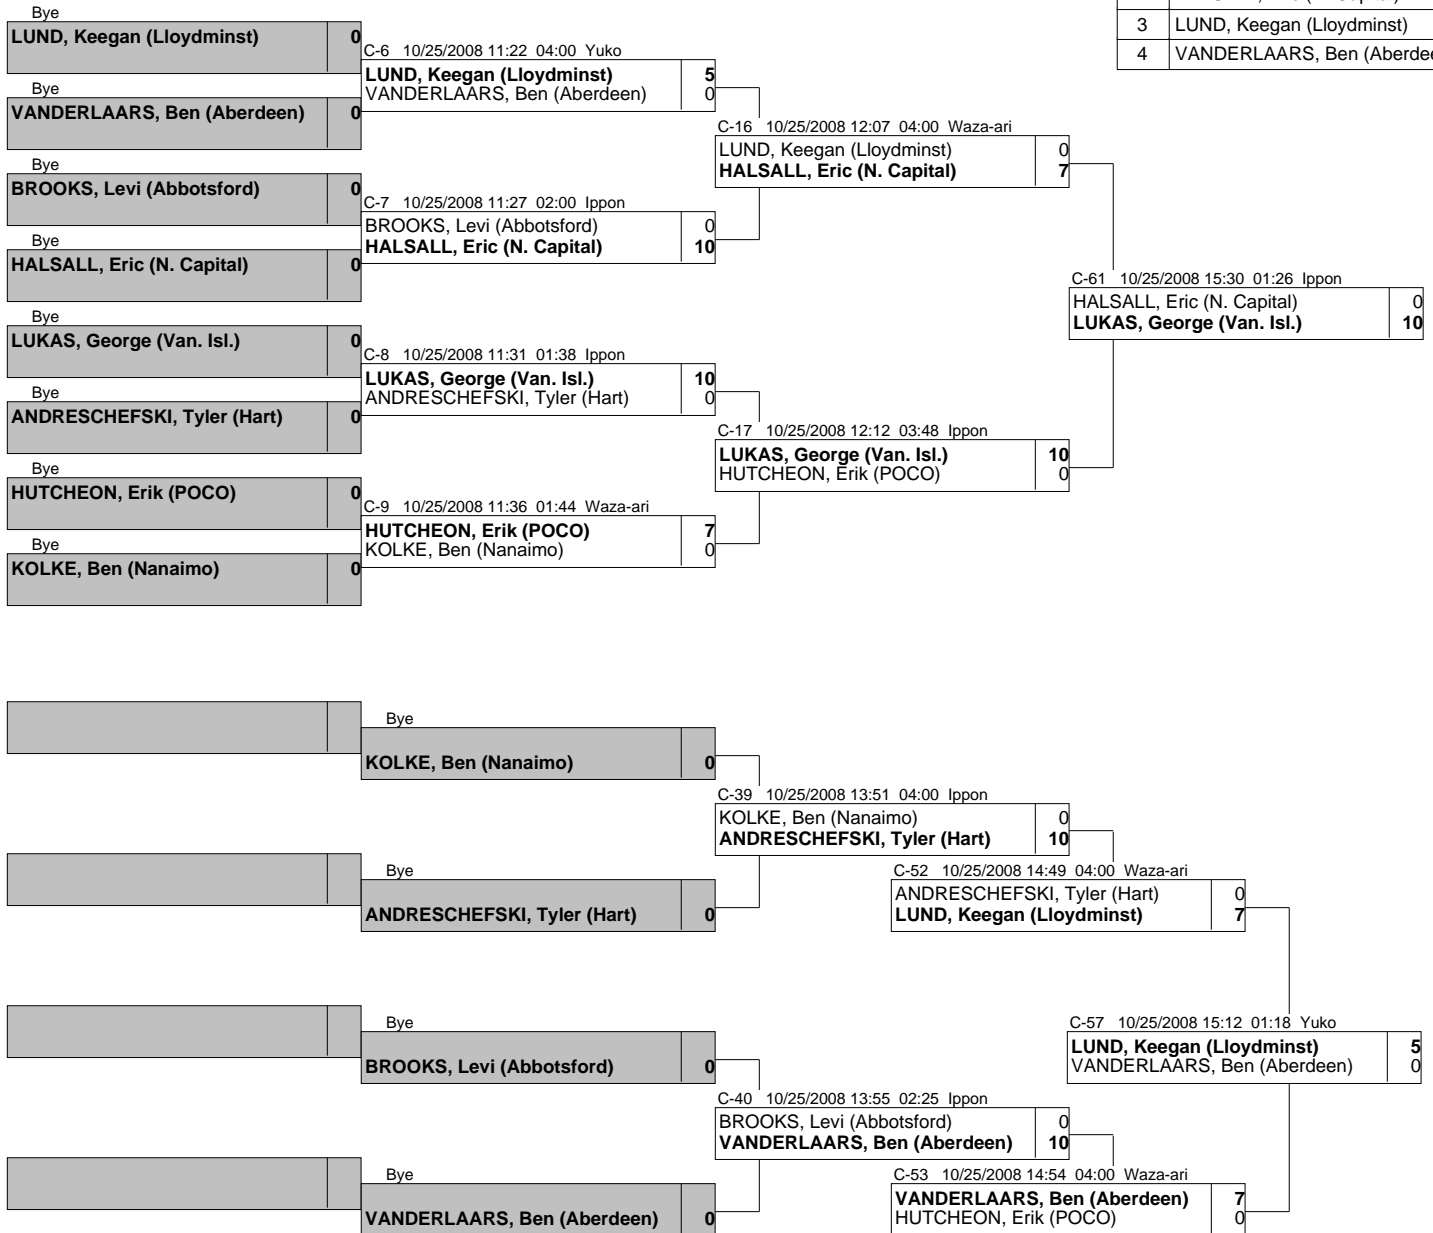 3 LUND, Keegan (Lloydminst)
4 VANDERLAARS, Ben
Bye
LUND, Keegan (Lloydminst) 0
Bye
VANDERLAARS, Ben (Aberdeen) 0
Bye
BROOKS, Levi (Abbotsford) 0
Bye
HALSALL, Eric (N. Capital) 0
Bye
LUKAS, George (Van. Isl.) 0
Bye
ANDRESCHEFSKI, Tyler (Hart) 0
Bye
HUTCHEON, Erik (POCO) 0
Bye
KOLKE, Ben (Nanaimo) 0
C-6 10/25/2008 11:22 04:00 Yuko
LUND, Keegan (Lloydminst) 5
VANDERLAARS, Ben (Aberdeen) 0
C-7 10/25/2008 11:27 02:00 Ippon
BROOKS, Levi (Abbotsford) 0
HALSALL, Eric (N. Capital) 10
C-8 10/25/2008 11:31 01:38 Ippon
LUKAS, George (Van. Isl.) 10
ANDRESCHEFSKI, Tyler (Hart) 0
C-9 10/25/2008 11:36 01:44 Waza-ari
HUTCHEON, Erik (POCO) 7
KOLKE, Ben (Nanaimo) 0
C-16 10/25/2008 12:07 04:00 Waza-ari
LUND, Keegan (Lloydminst) 0
HALSALL, Eric (N. Capital) 7
C-17 10/25/2008 12:12 03:48 Ippon
LUKAS, George (Van. Isl.) 10
HUTCHEON, Erik (POCO) 0
C-61 10/25/2008 15:30 01:26 Ippon
HALSALL, Eric (N. Capital) 0
LUKAS, George (Van. Isl.) 10
Bye
KOLKE, Ben (Nanaimo) 0
Bye
ANDRESCHEFSKI, Tyler (Hart) 0
Bye
BROOKS, Levi (Abbotsford) 0
Bye
VANDERLAARS, Ben (Aberdeen) 0
C-39 10/25/2008 13:51 04:00 Ippon
KOLKE, Ben (Nanaimo) 0
ANDRESCHEFSKI, Tyler (Hart) 10
C-40 10/25/2008 13:55 02:25 Ippon
BROOKS, Levi (Abbotsford) 0
VANDERLAARS, Ben (Aberdeen) 10
C-52 10/25/2008 14:49 04:00 Waza-ari
ANDRESCHEFSKI, Tyler (Hart) 0
LUND, Keegan (Lloydminst) 7
C-53 10/25/2008 14:54 04:00 Waza-ari
VANDERLAARS, Ben (Aberdeen) 7
HUTCHEON, Erik (POCO) 0
C-57 10/25/2008 15:12 01:18 Yuko
LUND, Keegan (Lloydminst) 5
VANDERLAARS, Ben (Aberdeen) 0